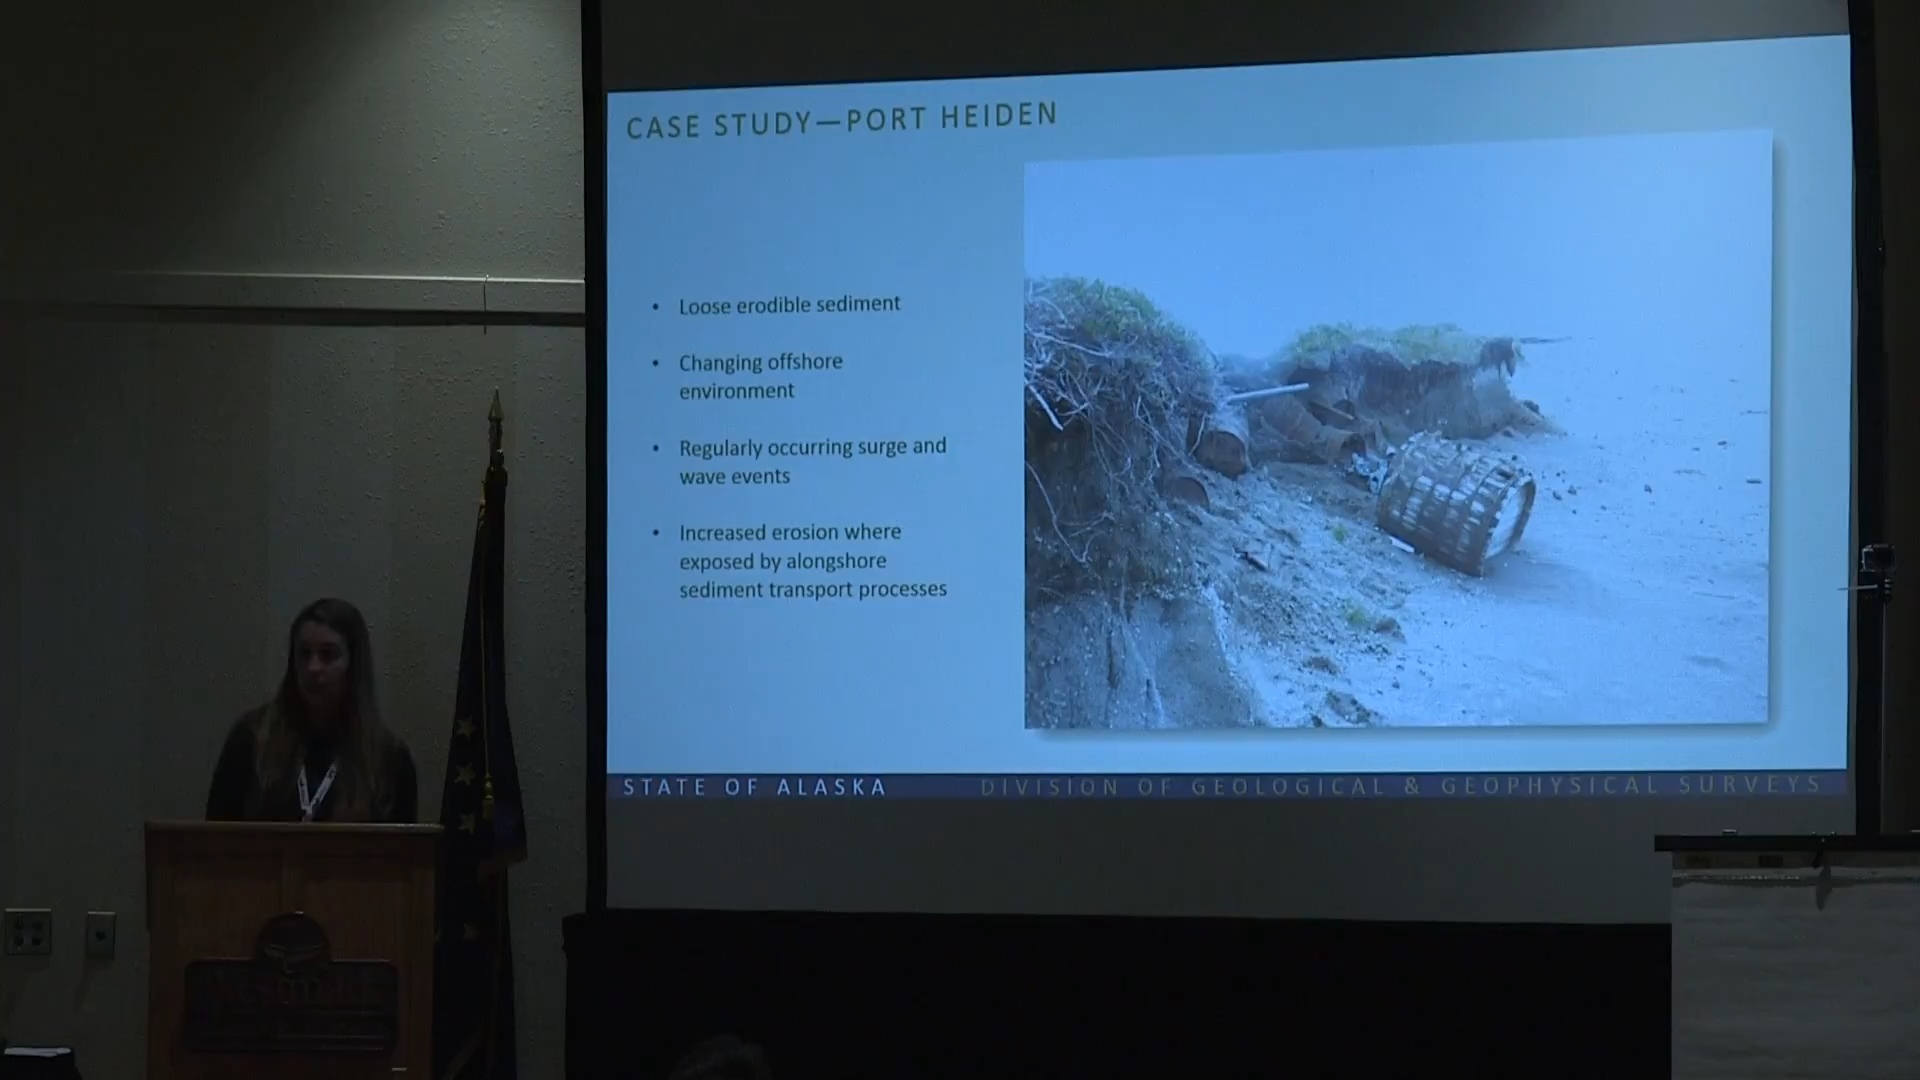 CASE STUDY—PORT HEIDEN
• Loose erodible sediment
• Changing offshore
environment
• Regularly occurring surge and
wave events
• Increased erosion where
exposed by alongshore
sediment transport processes
STATE OF ALASKA DIVISION OF GEOLOGICAL & GEOPHYSICAL SURVEYS
Westmark